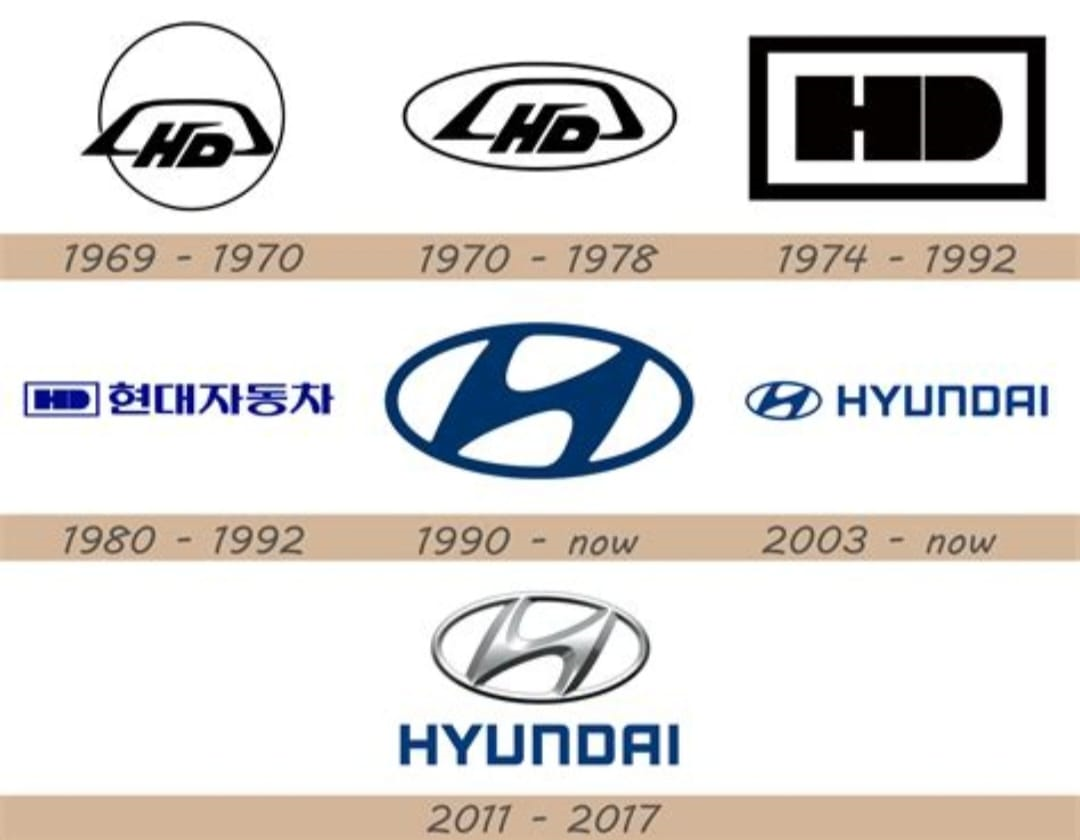 HD
HD
HD
1969 - 1970
1970 - 1978
1974 - 1992
HD 현대자동차
HYUNDAI
1980 - 1992
1990 - now
2003 - now
HYUNDAI
2011 - 2017